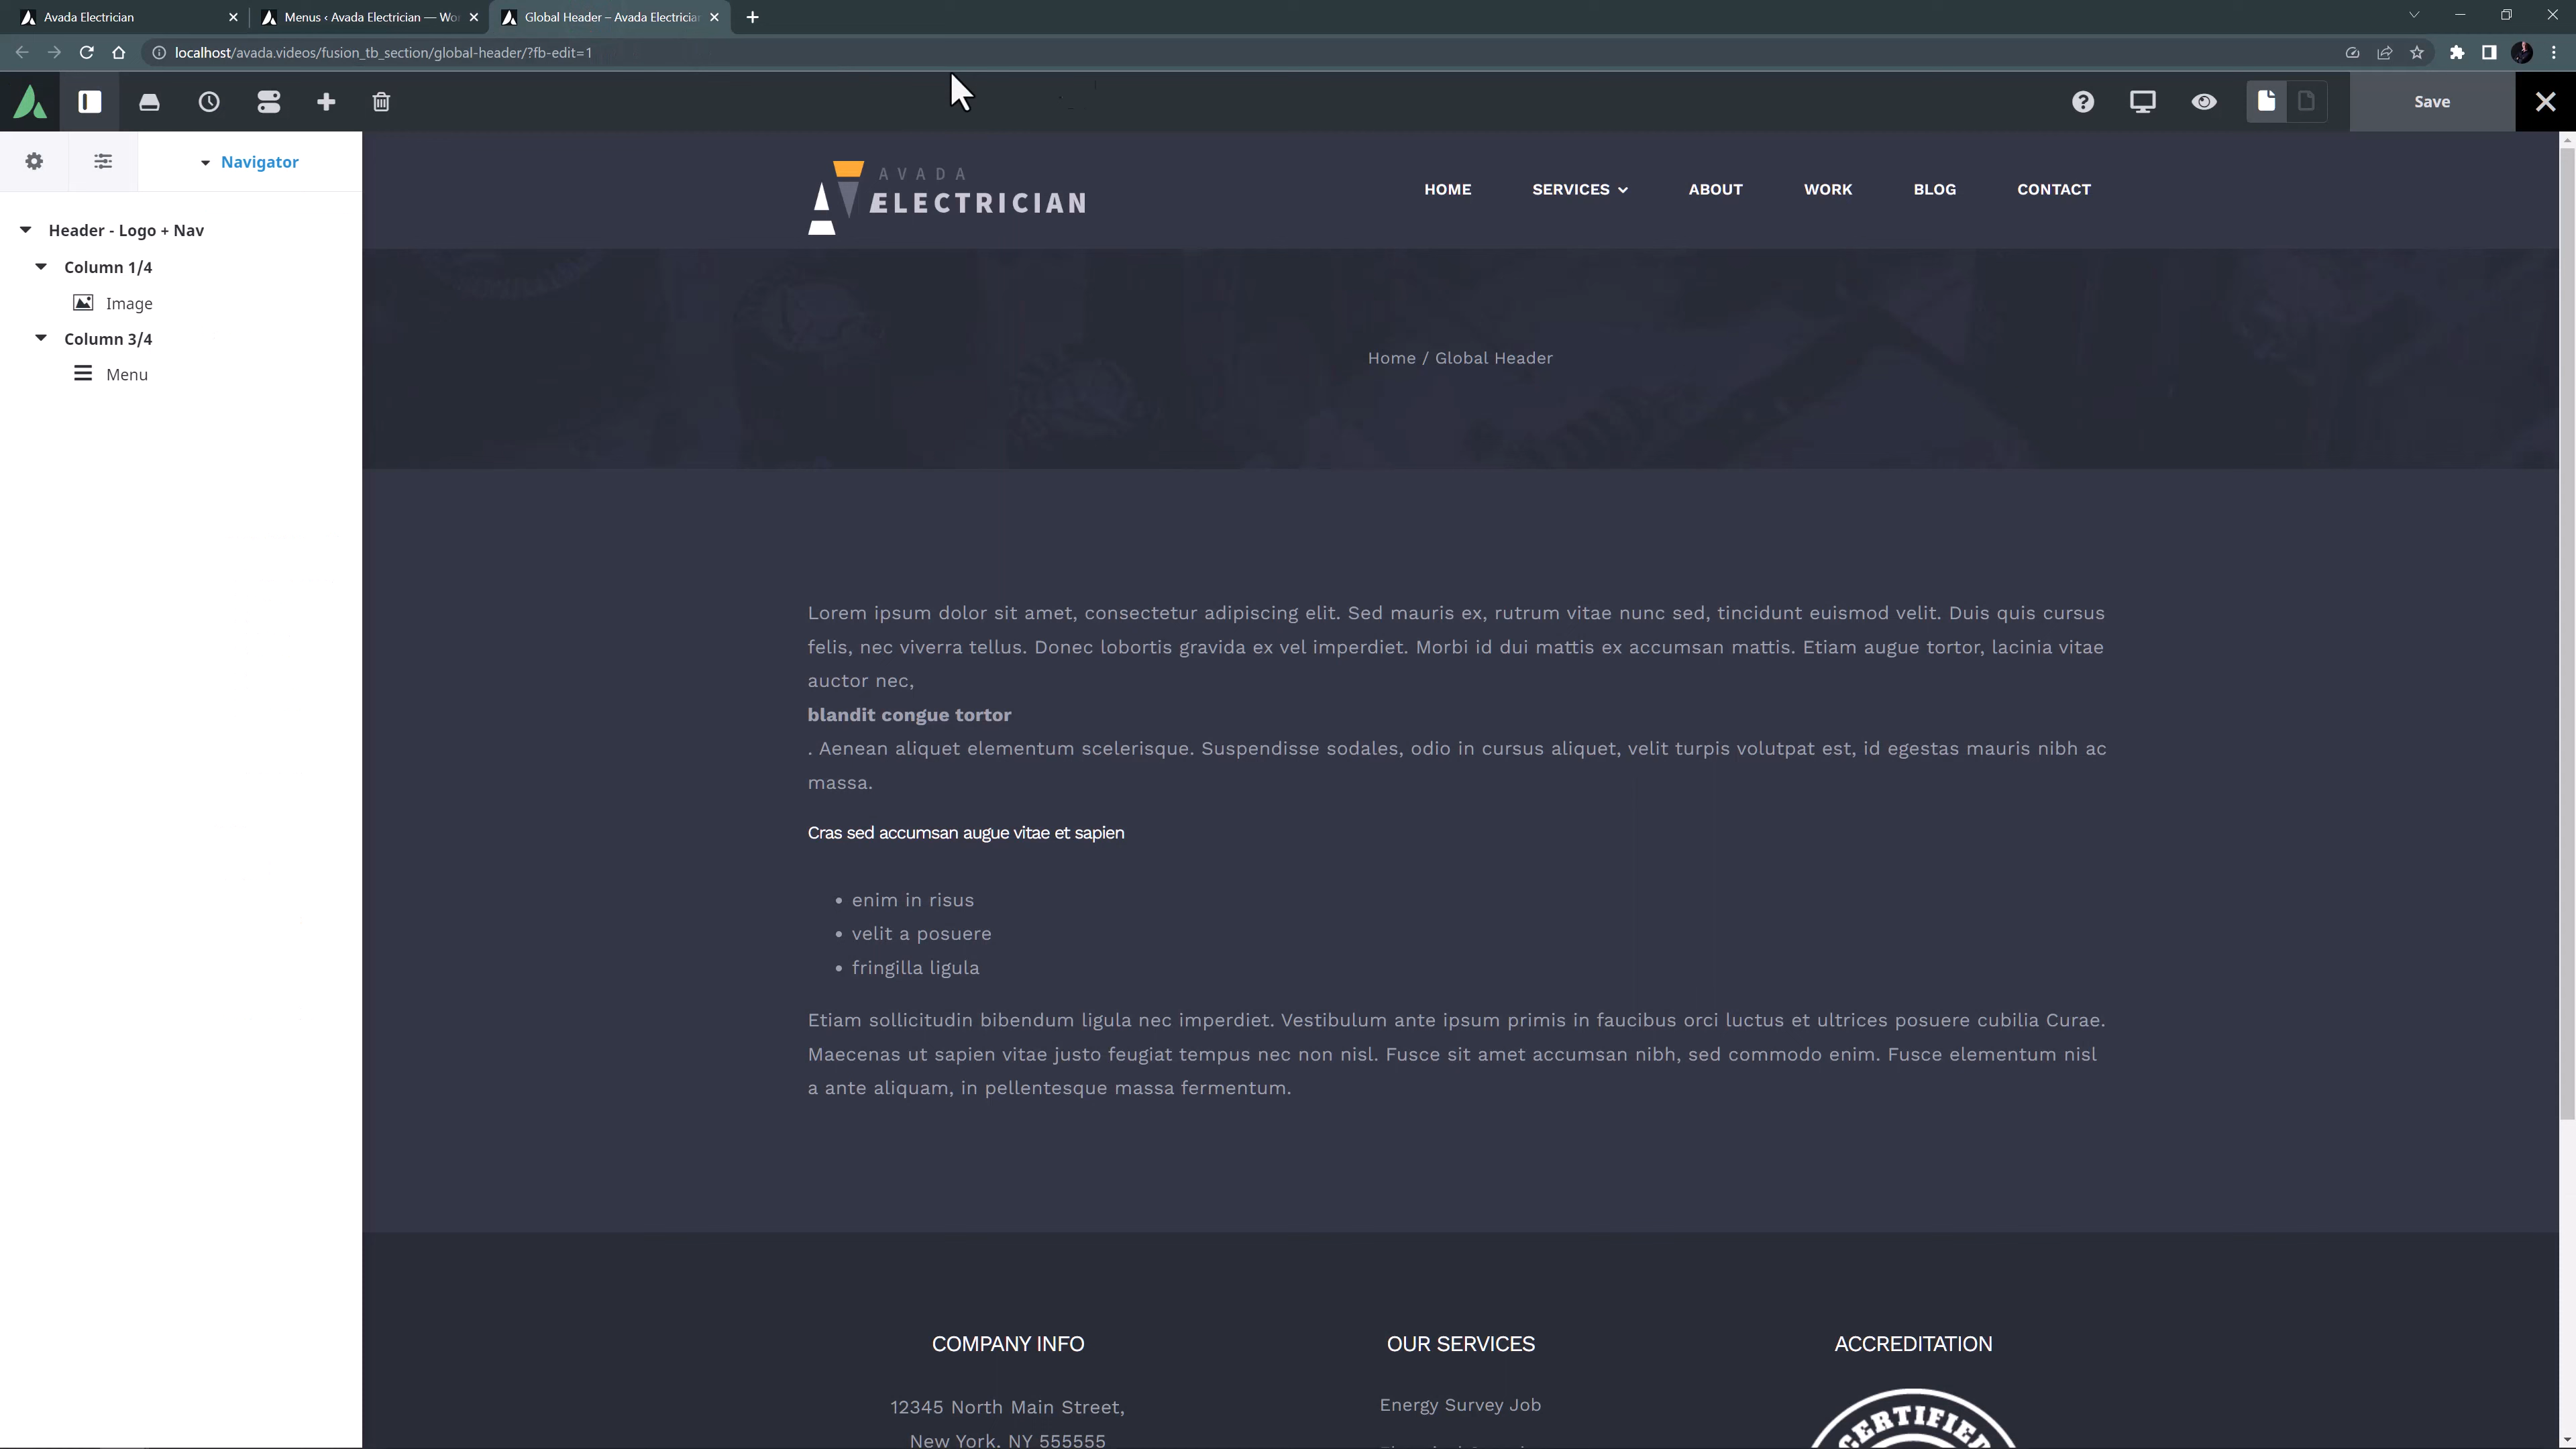 Avada Electrician
Menus ‹ Avada Electrician — Wo
Global Header – Avada Electricia
localhost/avada.videos/fusion_tb_section/global-header/?fb-edit=1
Save
Navigator
Header - Logo + Nav
Column 1/4
Image
Column 3/4
Menu
AVADA
ELECTRICIAN
HOME
SERVICES
ABOUT
WORK
BLOG
CONTACT
Home / Global Header
Lorem ipsum dolor sit amet, consectetur adipiscing elit. Sed mauris ex, rutrum vitae nunc sed, tincidunt euismod velit. Duis quis cursus
felis, nec viverra tellus. Donec lobortis gravida ex vel imperdiet. Morbi id dui mattis ex accumsan mattis. Etiam augue tortor, lacinia vitae
auctor nec,
blandit congue tortor
. Aenean aliquet elementum scelerisque. Suspendisse sodales, odio in cursus aliquet, velit turpis volutpat est, id egestas mauris nibh ac
massa.
Cras sed accumsan augue vitae et sapien
• enim in risus
• velit a posuere
• fringilla ligula
Etiam sollicitudin bibendum ligula nec imperdiet. Vestibulum ante ipsum primis in faucibus orci luctus et ultrices posuere cubilia Curae.
Maecenas ut sapien vitae justo feugiat tempus nec non nisl. Fusce sit amet accumsan nibh, sed commodo enim. Fusce elementum nisl
a ante aliquam, in pellentesque massa fermentum.
COMPANY INFO
OUR SERVICES
ACCREDITATION
12345 North Main Street,
New York, NY 555555
Energy Survey Job
CERTIFIED